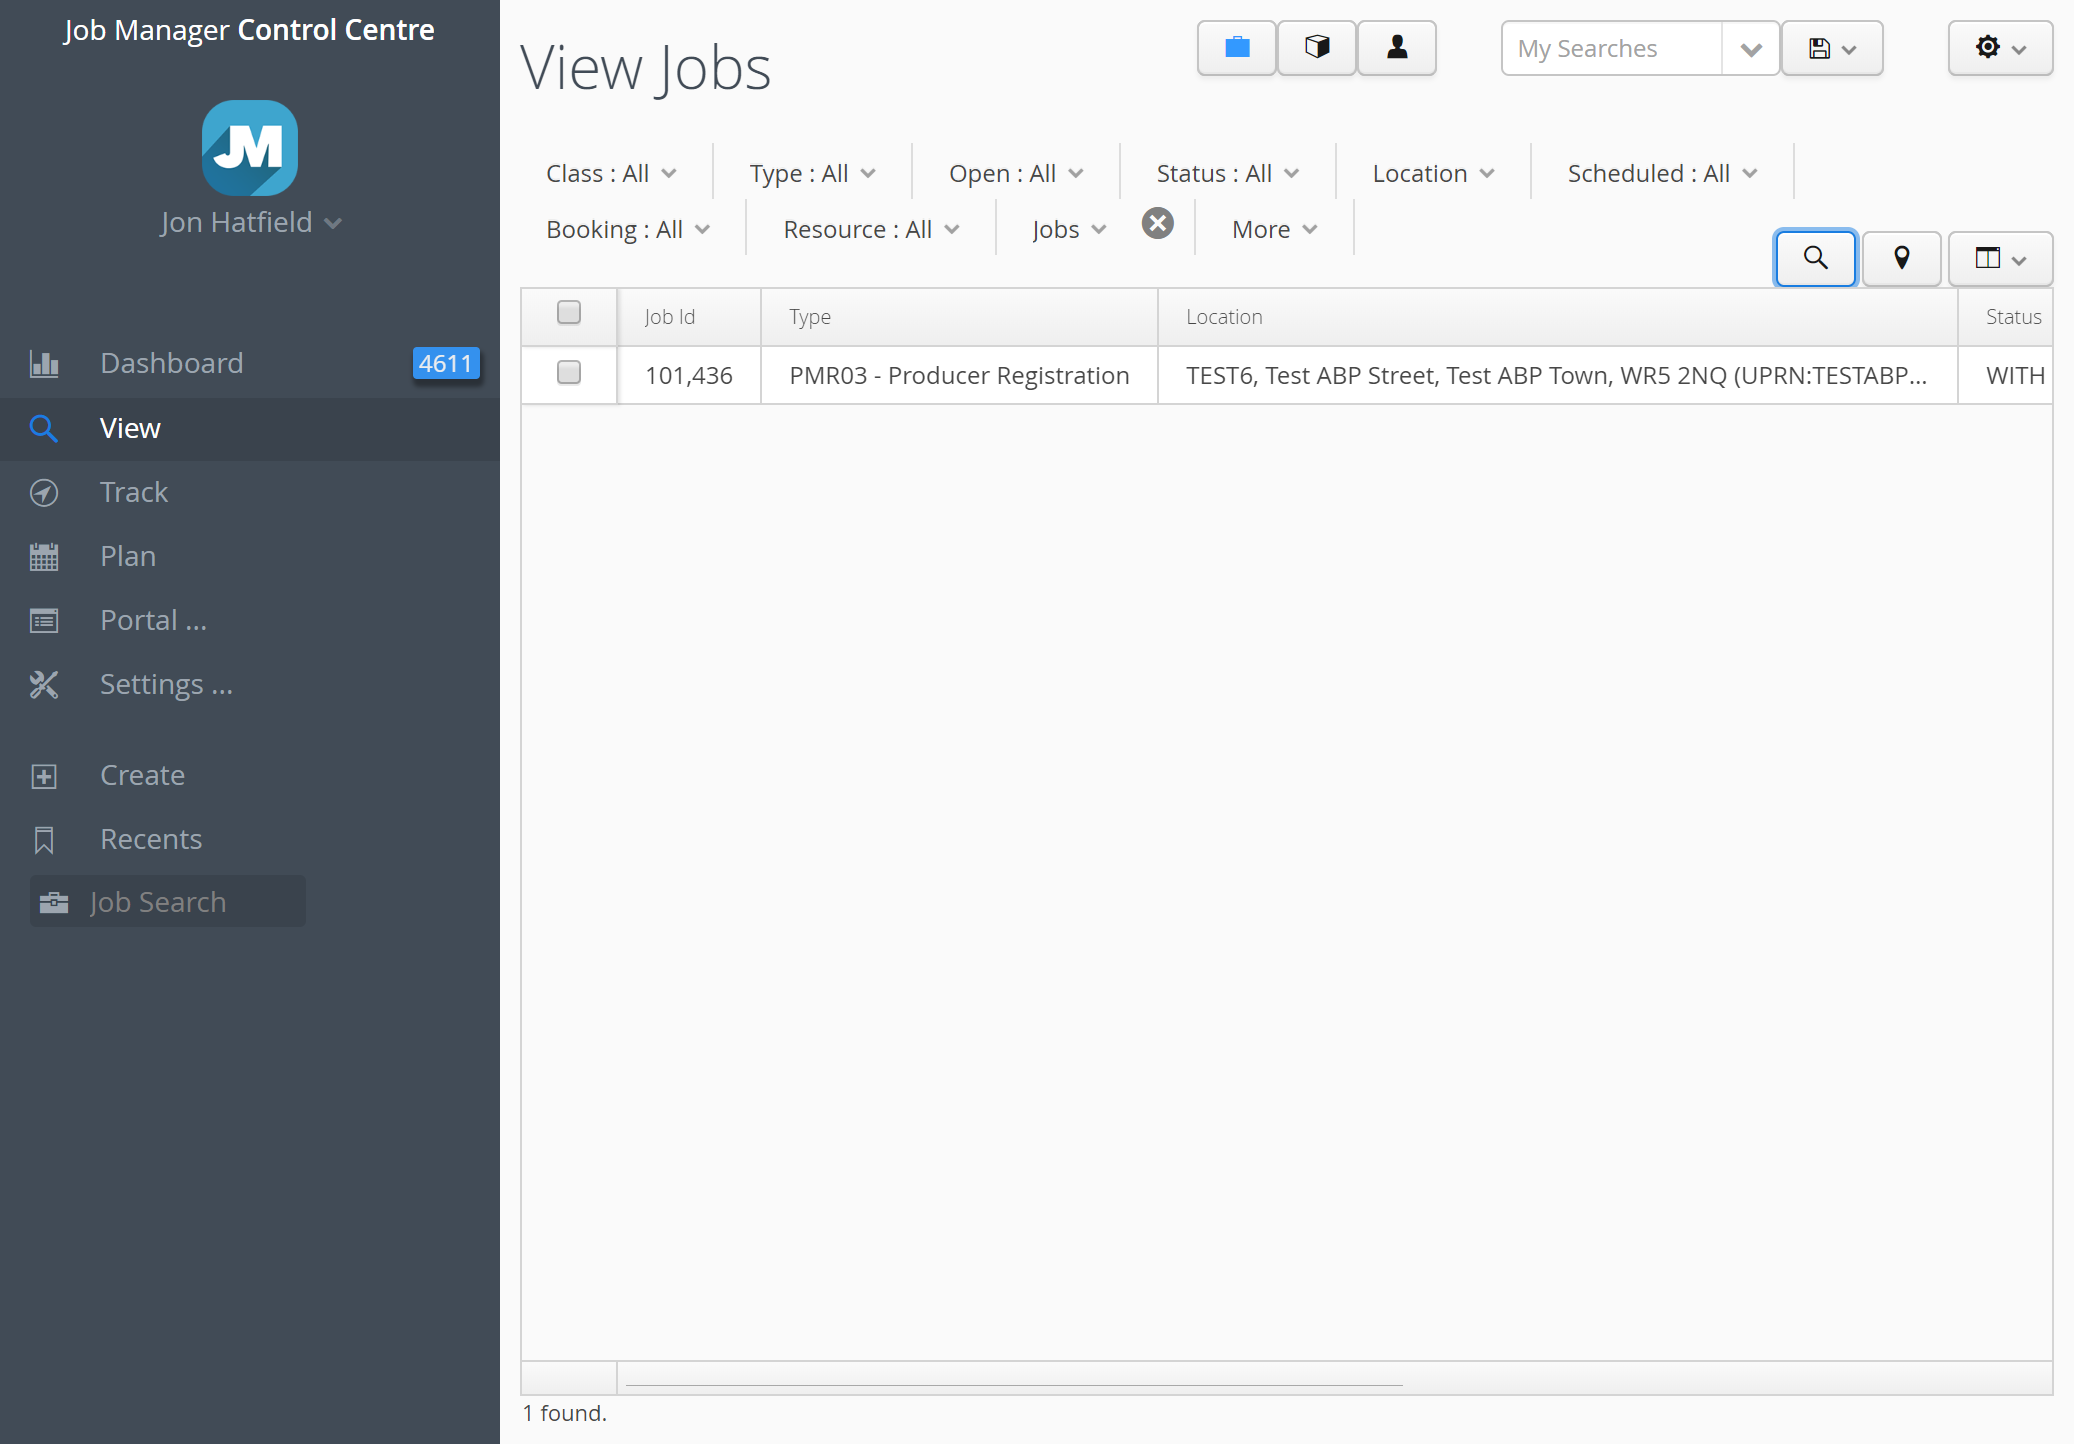 Job Manager Control Centre
JM
Jon Hatfield
Dashboard 4611
View
Track
Plan
Portal ...
Settings ...
Create
Recents
Job Search
View Jobs
My Searches
Class : All Type : All Open : All Status : All Location Scheduled : All
Booking : All Resource : All Jobs More
Job Id Type Location Status
101,436 PMR03 - Producer Registration TEST6, Test ABP Street, Test ABP Town, WR5 2NQ (UPRN:TESTABP... WITH
1 found.